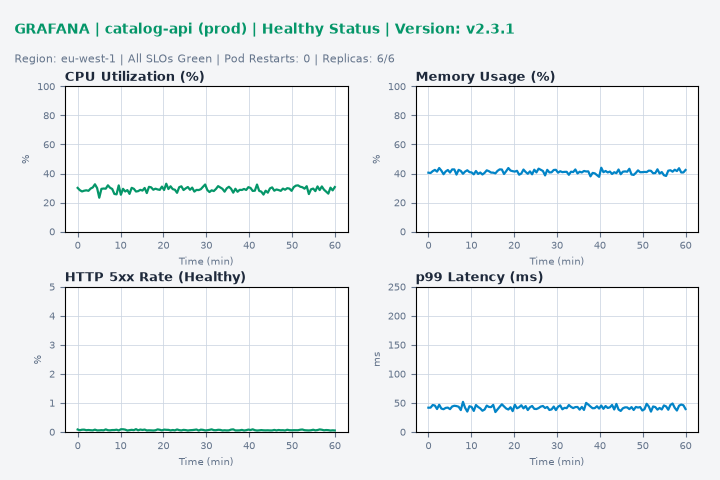 GRAFANA | catalog-api (prod) | Healthy Status | Version: v2.3.1
Region: eu-west-1 | All SLOs Green | Pod Restarts: 0 | Replicas: 6/6
CPU Utilization (%)
100
80
60
40
20
0
%
0 10 20 30 40 50 60
Time (min)
Memory Usage (%)
100
80
60
40
20
0
%
0 10 20 30 40 50 60
Time (min)
HTTP 5xx Rate (Healthy)
5
4
3
2
1
0
%
0 10 20 30 40 50 60
Time (min)
p99 Latency (ms)
250
200
150
100
50
0
ms
0 10 20 30 40 50 60
Time (min)